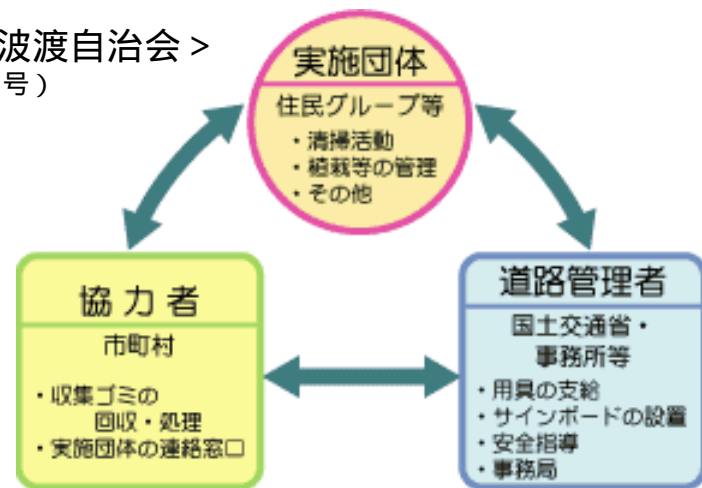 波渡自治会＞
号）
実施団体
住民グループ等
・清掃活動
・植栽等の管理
・その他
協力者
市町村
・収集ゴミの
回収・処理
・実施団体の連絡窓口
道路管理者
国土交通省・
事務所等
・用具の支給
・サインボードの設置
・安全指導
・事務局